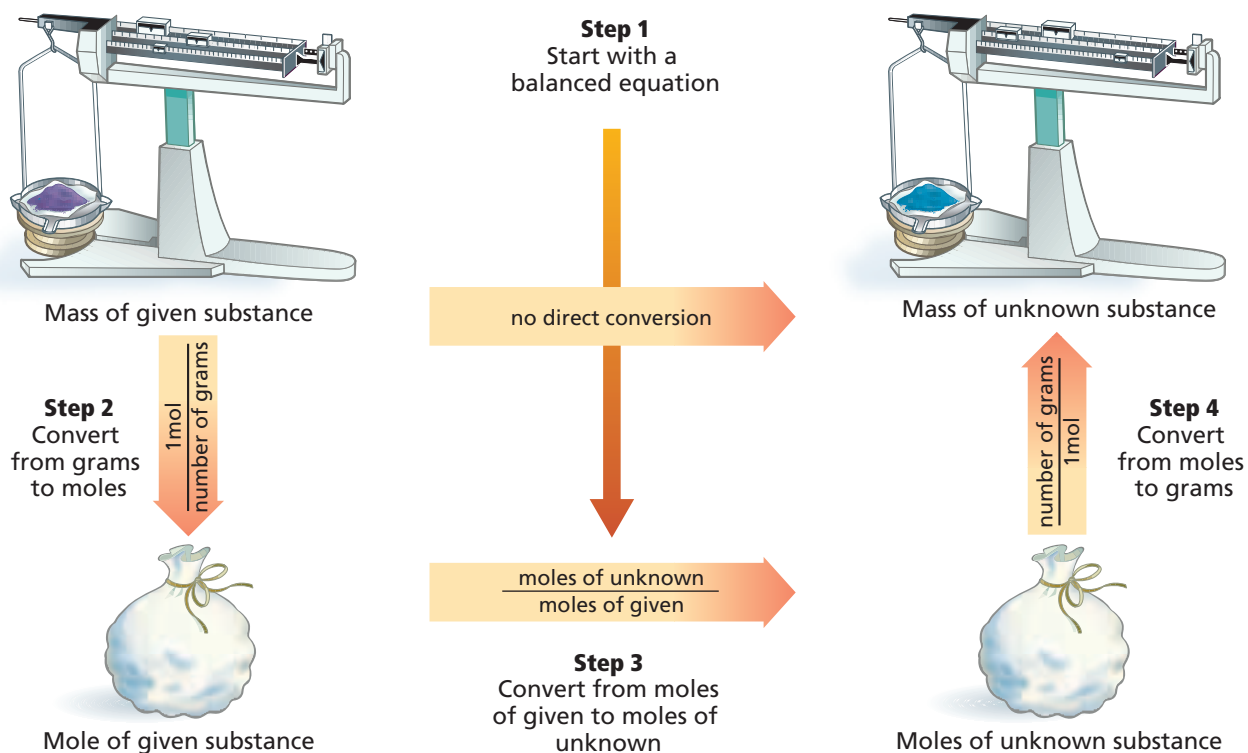 Step 1
Start with a
balanced equation
Mass of given substance
no direct conversion
Mass of unknown substance
Step 2
Convert
from grams
to moles
1mol
number of grams
number of grams
1mol
Step 4
Convert
from moles
to grams
moles of unknown
moles of given
Step 3
Convert from moles
of given to moles of
unknown
Mole of given substance
Moles of unknown substance